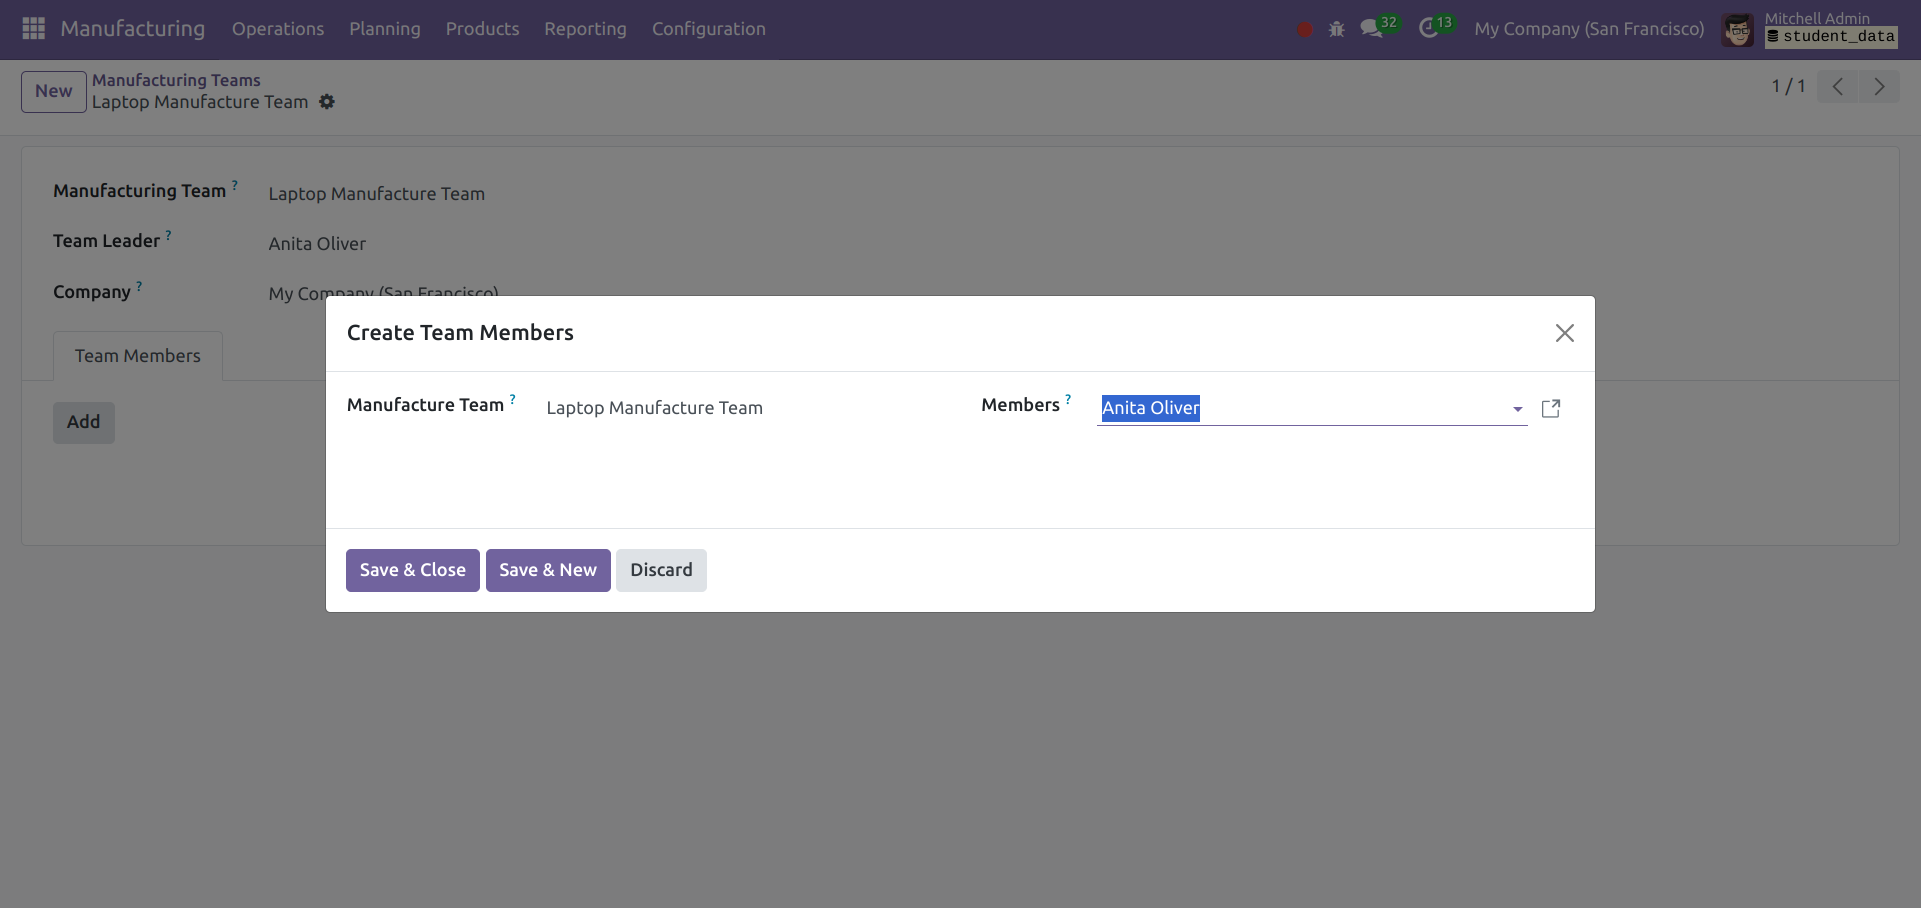 Manufacturing Operations Planning Products Reporting Configuration 32 13 My Company (San Francisco) Mitchell Admin
student_data
New Manufacturing Teams 1 / 1
Laptop Manufacture Team
Manufacturing Team ? Laptop Manufacture Team
Team Leader ? Anita Oliver
Company ? My Company (San Francisco)
Create Team Members
Team Members
Manufacture Team ? Laptop Manufacture Team Members ? Anita Oliver
Add
Save & Close Save & New Discard